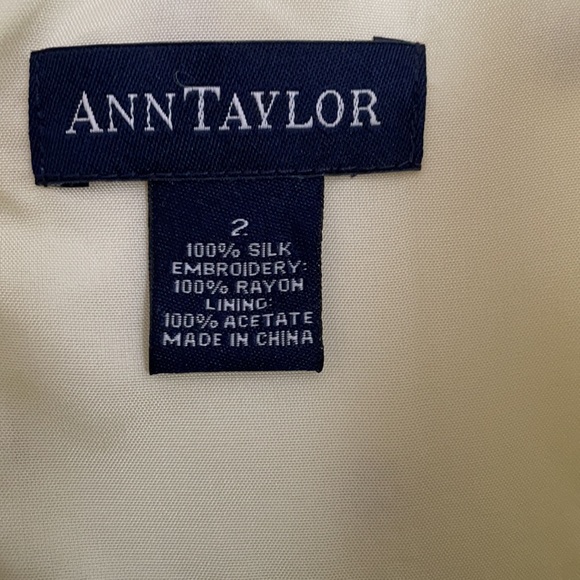 ANNTAYLOR
2
100% SILK
EMBROIDERY:
100% RAYON
LINING:
100% ACETATE
MADE IN CHINA